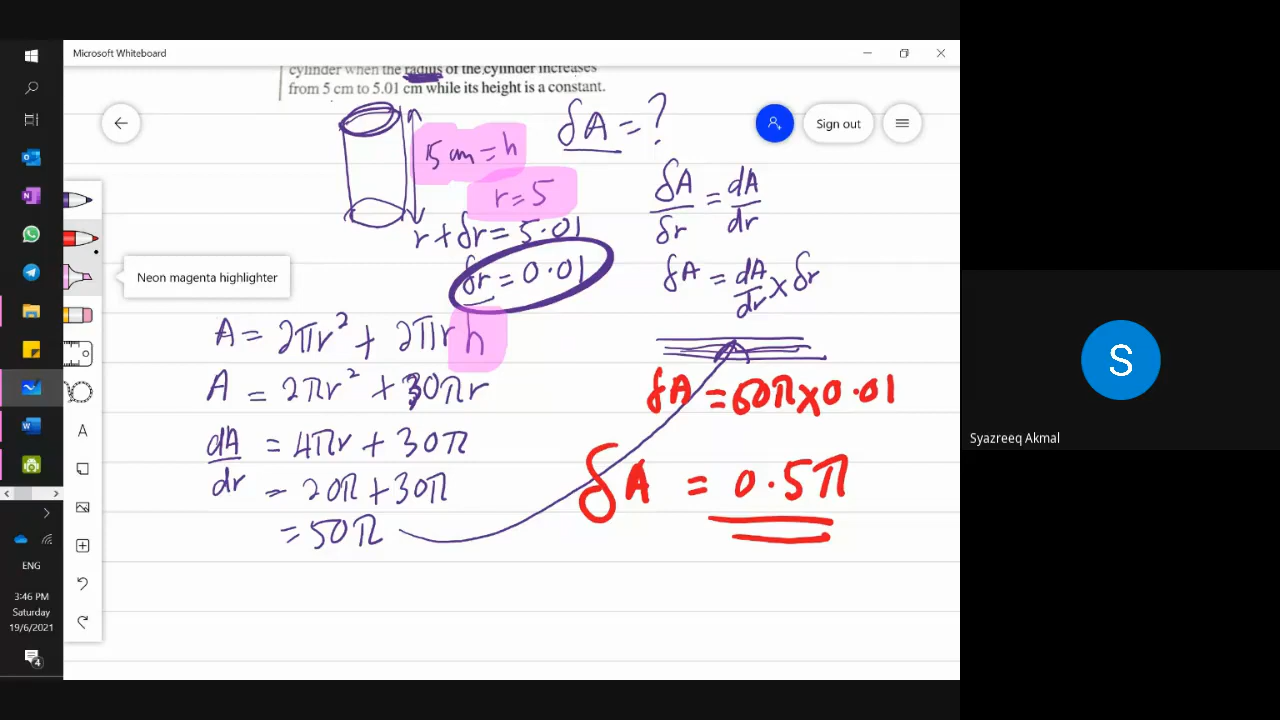 Microsoft Whiteboard
cylinder when the radius of the cylinder increases
from 5 cm to 5.01 cm while its height is a constant.
Sign out
15 cm = h
r = 5
r + δr = 5.01
δr = 0.01
δA = ?
δA/δr = dA/dr
δA = dA/dr × δr
Neon magenta highlighter
A = 2πr² + 2πrh
A = 2πr² + 30πr
dA/dr = 4πr + 30π
= 20π + 30π
= 50π
δA = 50π × 0.01
δA = 0.5π
A
ENG
3:46 PM
Saturday
19/6/2021
4
S
Syazreeq Akmal